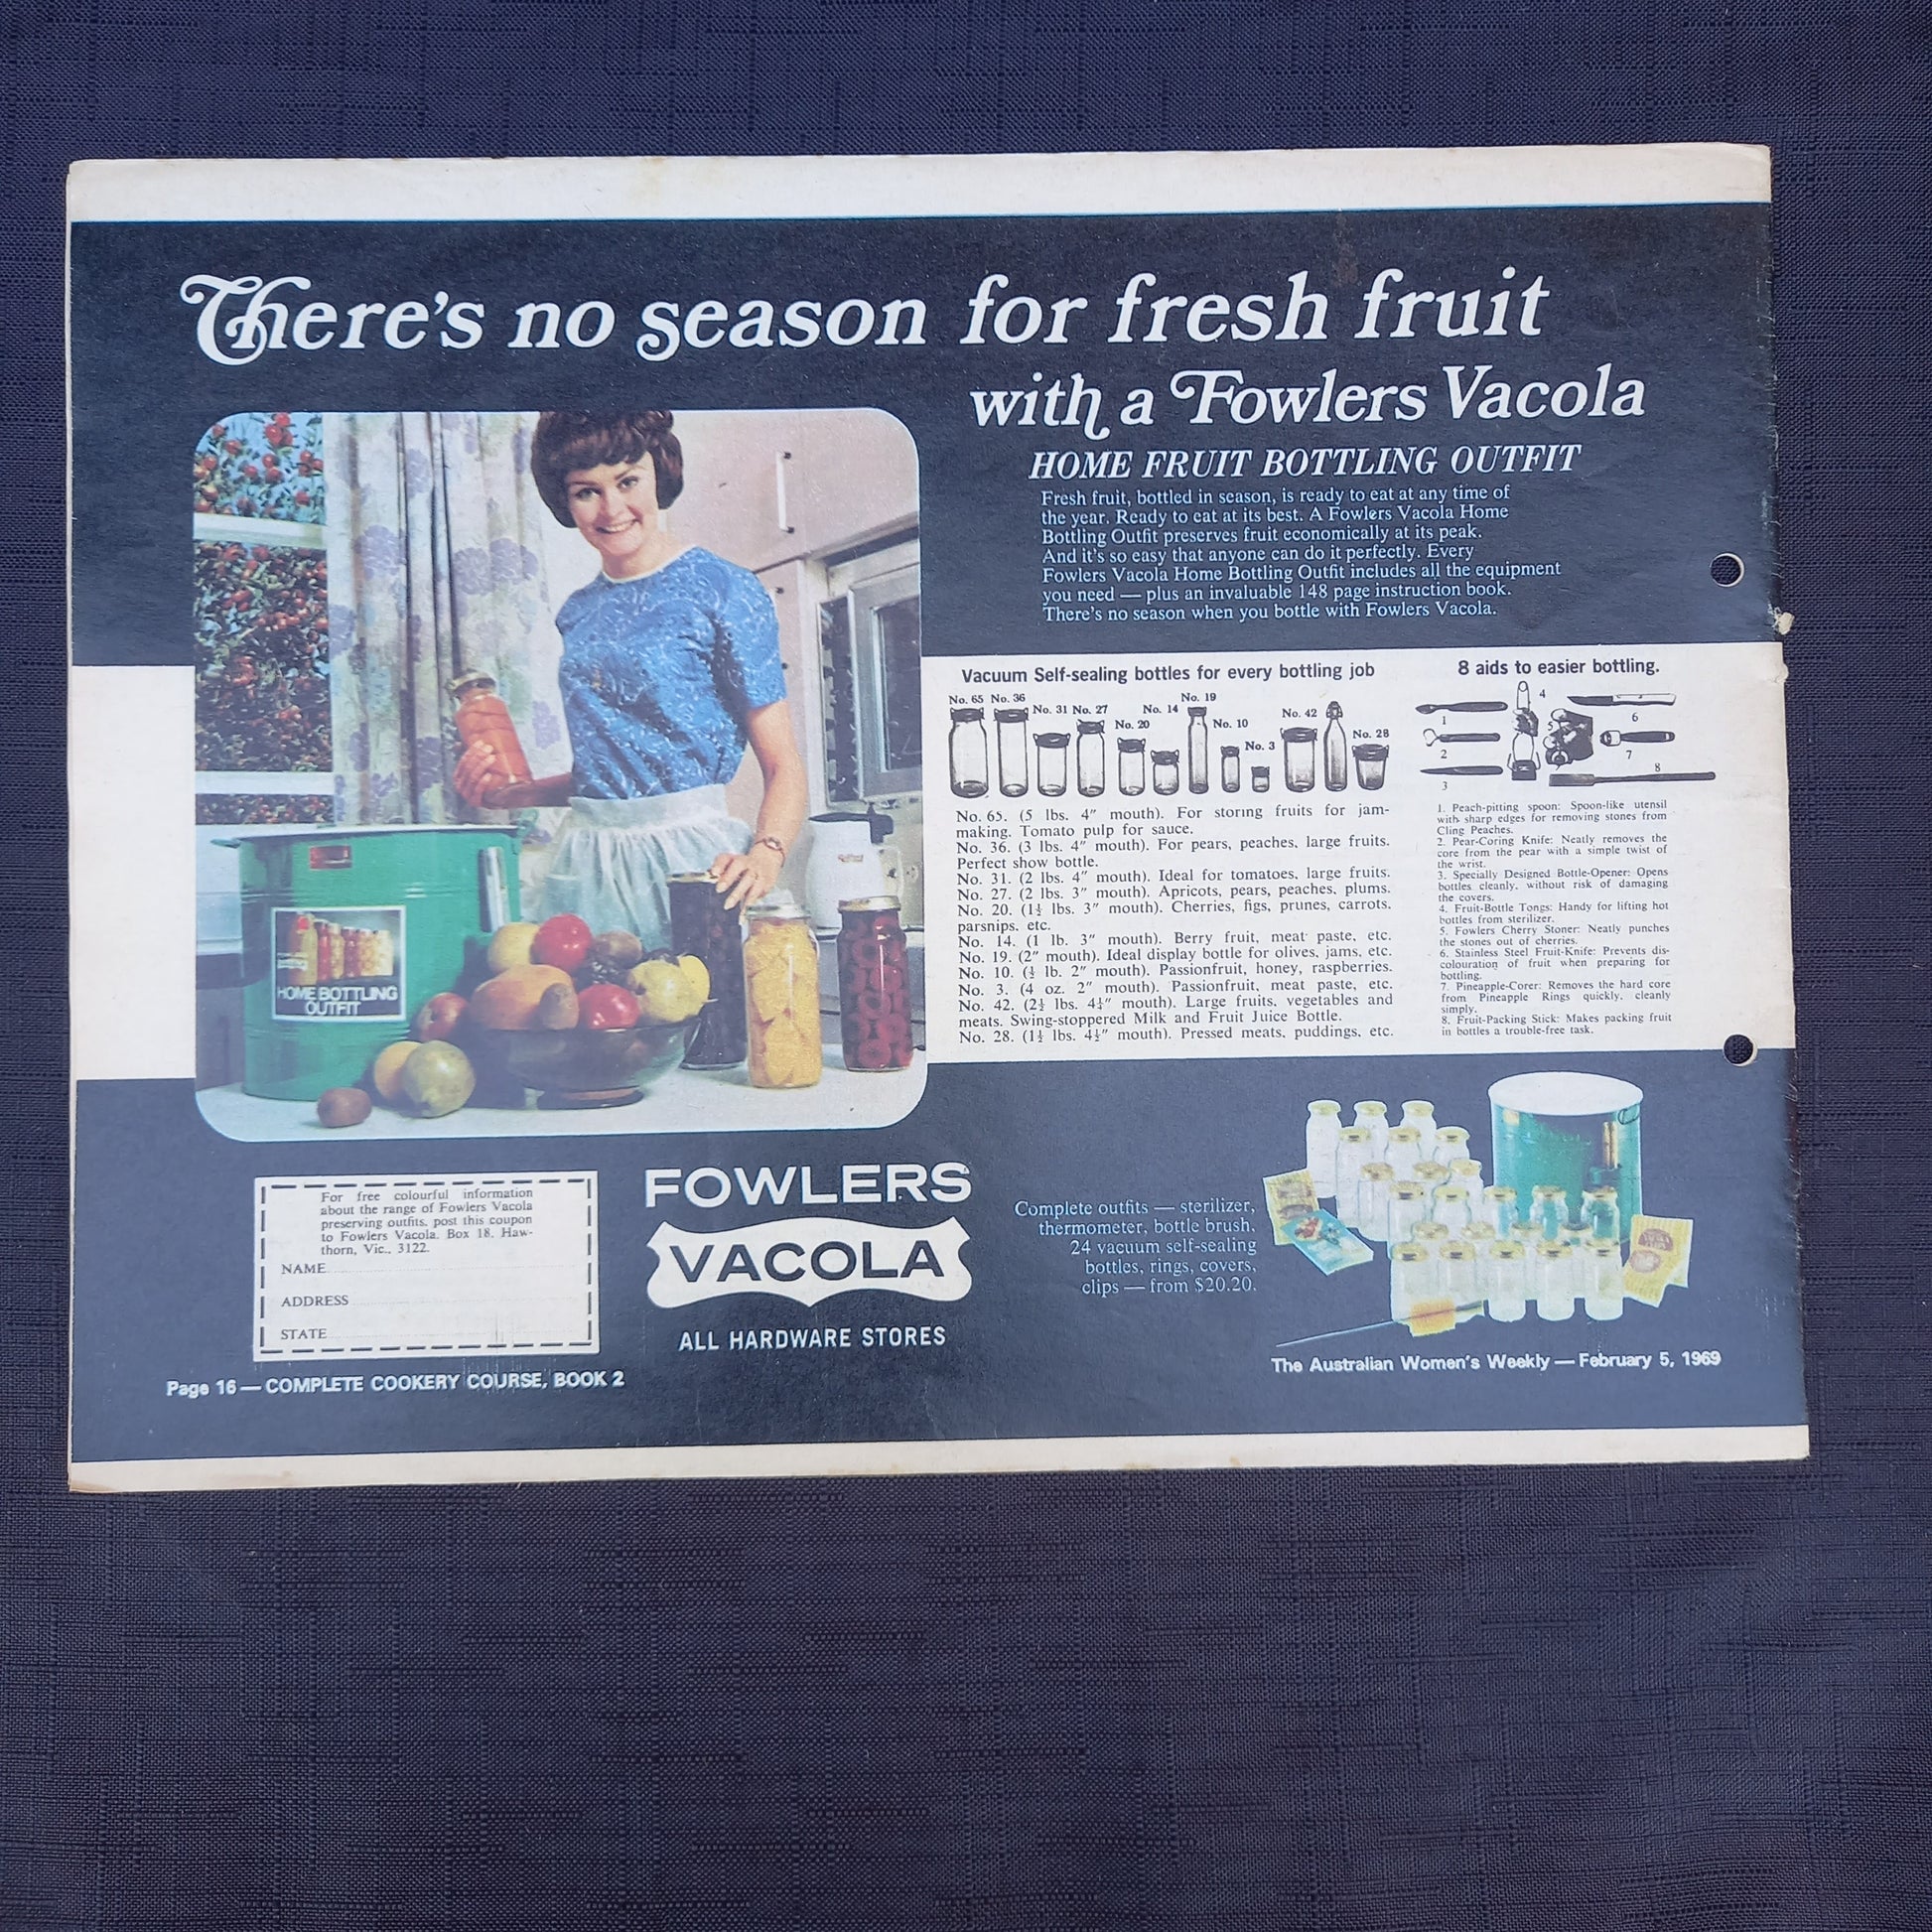 There's no season for fresh fruit
with a Fowlers Vacola
HOME FRUIT BOTTLING OUTFIT
Fresh fruit, bottled in season, is ready to eat at any time of
the year. Ready to eat at its best. A Fowlers Vacola Home
Bottling Outfit preserves fruit economically at its peak.
And it's so easy that anyone can do it perfectly. Every
Fowlers Vacola Home Bottling Outfit includes all the equipment
you need — plus an invaluable 148 page instruction book.
There's no season when you bottle with Fowlers Vacola.
HOME BOTTLING
OUTFIT
Vacuum Self-sealing bottles for every bottling job
No. 65 No. 36 No. 31 No. 27 No. 20 No. 14 No. 19 No. 10 No. 3 No. 42 No. 28
No. 65. (5 lbs. 4″ mouth). For storing fruits for jam-
making. Tomato pulp for sauce.
No. 36. (3 lbs. 4″ mouth). For pears, peaches, large fruits.
Perfect show bottle.
No. 31. (2 lbs. 4″ mouth). Ideal for tomatoes, large fruits.
No. 27. (2 lbs. 3″ mouth). Apricots, pears, peaches, plums.
No. 20. (1½ lbs. 3″ mouth). Cherries, figs, prunes, carrots,
parsnips, etc.
No. 14. (1 lb. 3″ mouth). Berry fruit, meat paste, etc.
No. 19. (2″ mouth). Ideal display bottle for olives, jams, etc.
No. 10. (½ lb. 2″ mouth). Passionfruit, honey, raspberries.
No. 3. (4 oz. 2″ mouth). Passionfruit, meat paste, etc.
No. 42. (2½ lbs. 4¼″ mouth). Large fruits, vegetables and
meats. Swing-stoppered Milk and Fruit Juice Bottle.
No. 28. (1½ lbs. 4½″ mouth). Pressed meats, puddings, etc.
8 aids to easier bottling.
1 2 3 4 5 6 7 8
1. Peach-pitting spoon: Spoon-like utensil
with sharp edges for removing stones from
Cling Peaches.
2. Pear-Coring Knife: Neatly removes the
core from the pear with a simple twist of
the wrist.
3. Specially Designed Bottle-Opener: Opens
bottles cleanly, without risk of damaging
the covers.
4. Fruit-Bottle Tongs: Handy for lifting hot
bottles from sterilizer.
5. Fowlers Cherry Stoner: Neatly punches
the stones out of cherries.
6. Stainless Steel Fruit-Knife: Prevents dis-
colouration of fruit when preparing for
bottling.
7. Pineapple-Corer: Removes the hard core
from Pineapple Rings quickly, cleanly
simply.
8. Fruit-Packing Stick: Makes packing fruit
in bottles a trouble-free task.
For free colourful information
about the range of Fowlers Vacola
preserving outfits, post this coupon
to Fowlers Vacola. Box 18, Haw-
thorn, Vic., 3122.
NAME
ADDRESS
STATE
FOWLERS
VACOLA
ALL HARDWARE STORES
Complete outfits — sterilizer,
thermometer, bottle brush,
24 vacuum self-sealing
bottles, rings, covers,
clips — from $20.20.
Page 16 — COMPLETE COOKERY COURSE, BOOK 2
The Australian Women's Weekly — February 5, 1969